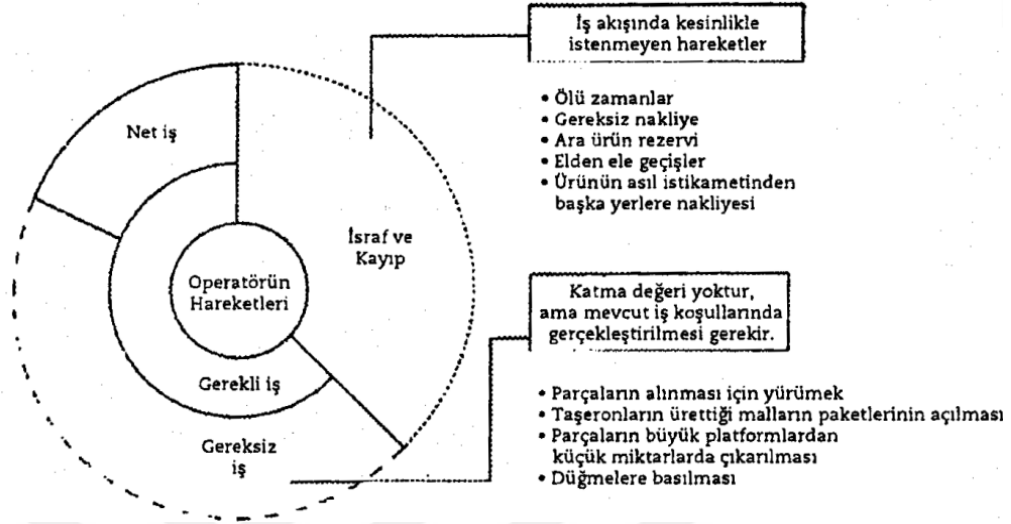 İş akışında kesinlikle
istenmeyen hareketler
• Ölü zamanlar
• Gereksiz nakliye
• Ara ürün rezervi
• Elden ele geçişler
• Ürünün asıl istikametinden
başka yerlere nakliyesi
Net iş
İsraf ve
Kayıp
Operatörün
Hareketleri
Gerekli iş
Gereksiz
iş
Katma değeri yoktur,
ama mevcut iş koşullarında
gerçekleştirilmesi gerekir.
• Parçaların alınması için yürümek
• Taşeronların ürettiği malların paketlerinin açılması
• Parçaların büyük platformlardan
küçük miktarlarda çıkarılması
• Düğmelere basılması